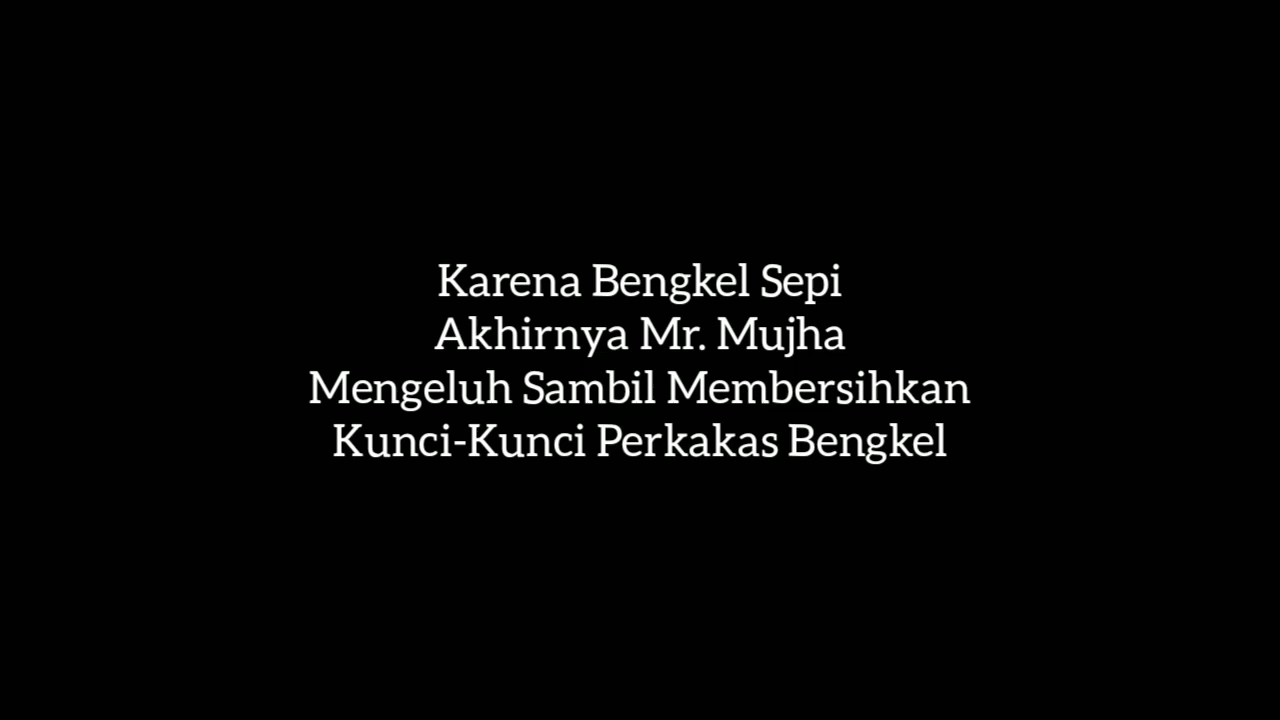 Karena Bengkel Sepi
Akhirnya Mr. Mujha
Mengeluh Sambil Membersihkan
Kunci-Kunci Perkakas Bengkel